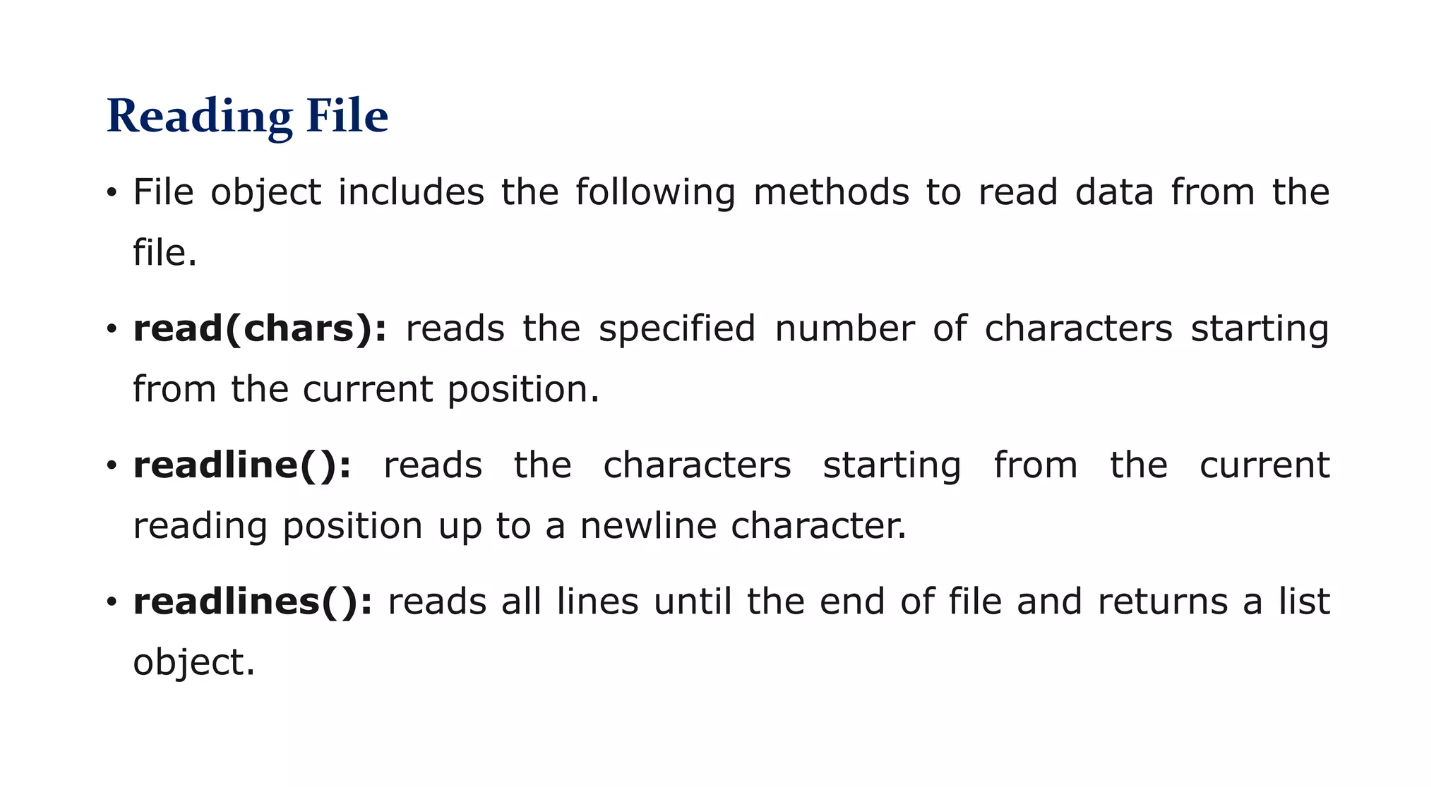 Reading File
• File object includes the following methods to read data from the
file.
• read(chars): reads the specified number of characters starting
from the current position.
• readline(): reads the characters starting from the current
reading position up to a newline character.
• readlines(): reads all lines until the end of file and returns a list
object.